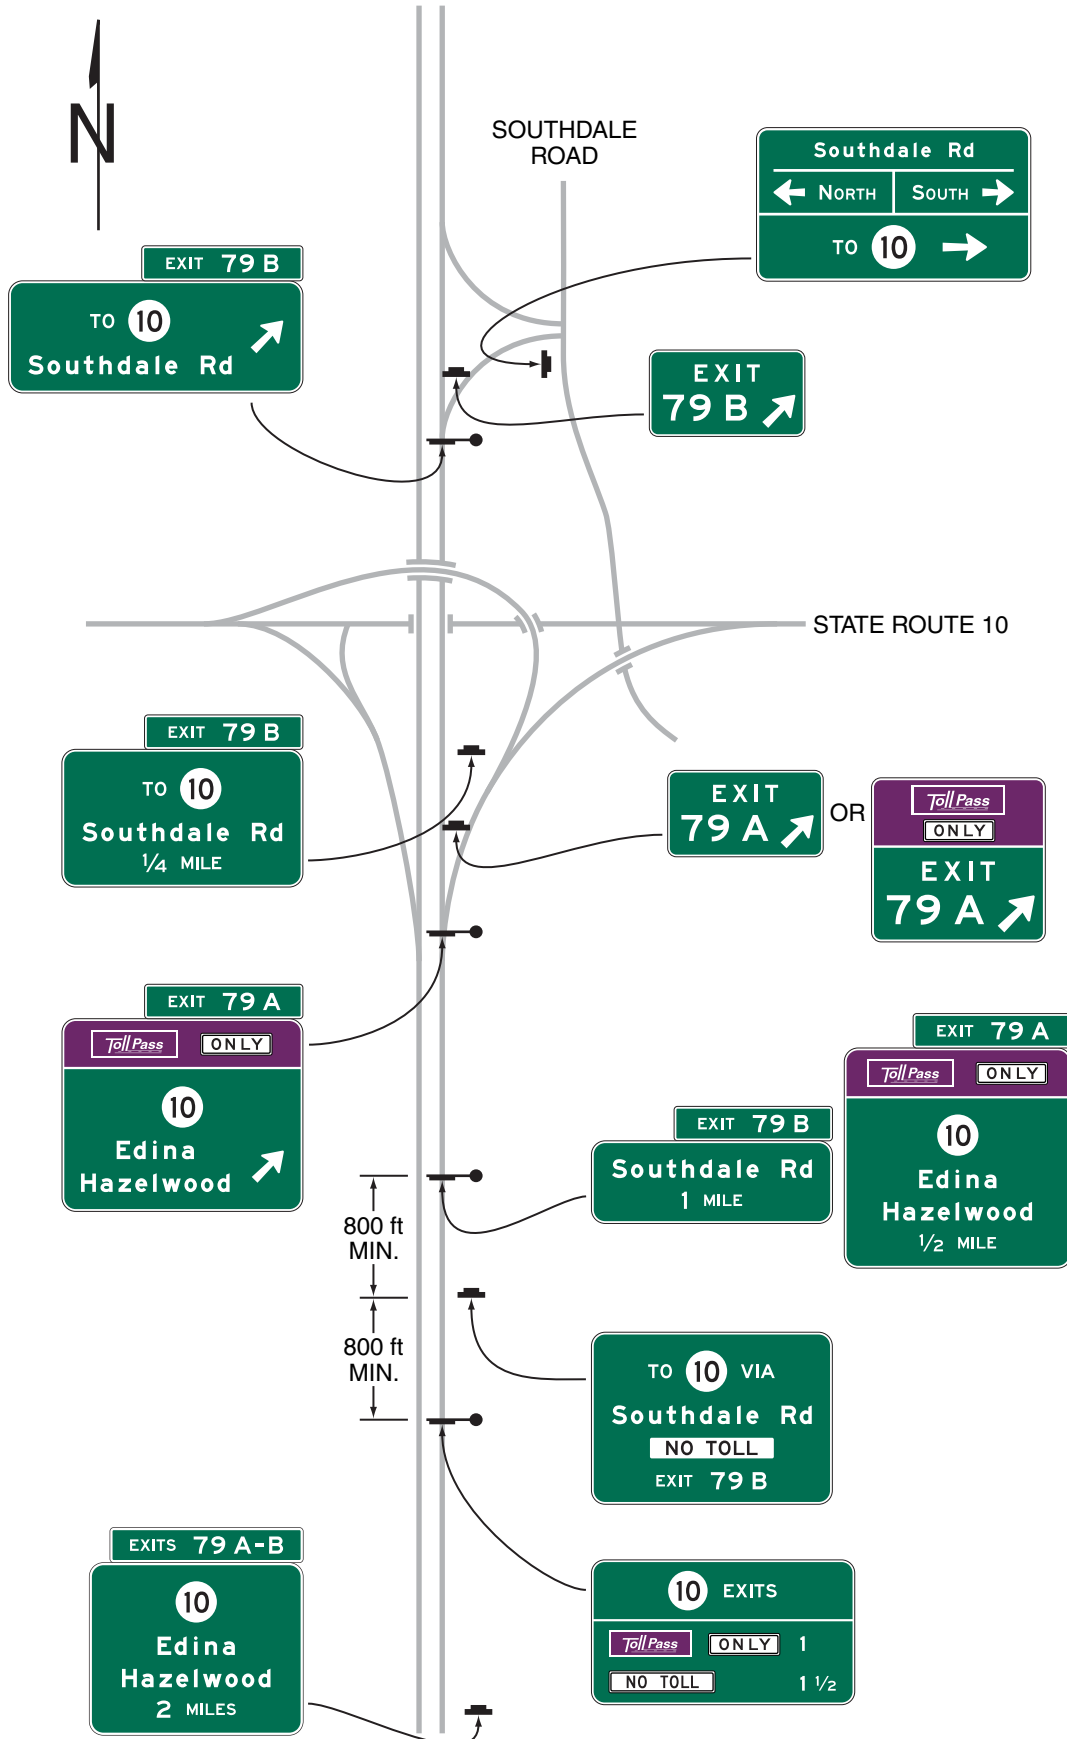 N
SOUTHDALE
ROAD
Southdale Rd
← NORTH SOUTH →
TO 10 →
EXIT 79 B
TO 10
Southdale Rd
EXIT
79 B
STATE ROUTE 10
EXIT 79 B
TO 10
Southdale Rd
1/4 MILE
EXIT
79 A
OR
Toll Pass
ONLY
EXIT
79 A
EXIT 79 A
Toll Pass ONLY
10
Edina
Hazelwood
EXIT 79 B
Southdale Rd
1 MILE
EXIT 79 A
Toll Pass ONLY
10
Edina
Hazelwood
1/2 MILE
800 ft
MIN.
800 ft
MIN.
TO 10 VIA
Southdale Rd
NO TOLL
EXIT 79 B
EXITS 79 A-B
10
Edina
Hazelwood
2 MILES
10 EXITS
Toll Pass ONLY 1
NO TOLL 1 1/2